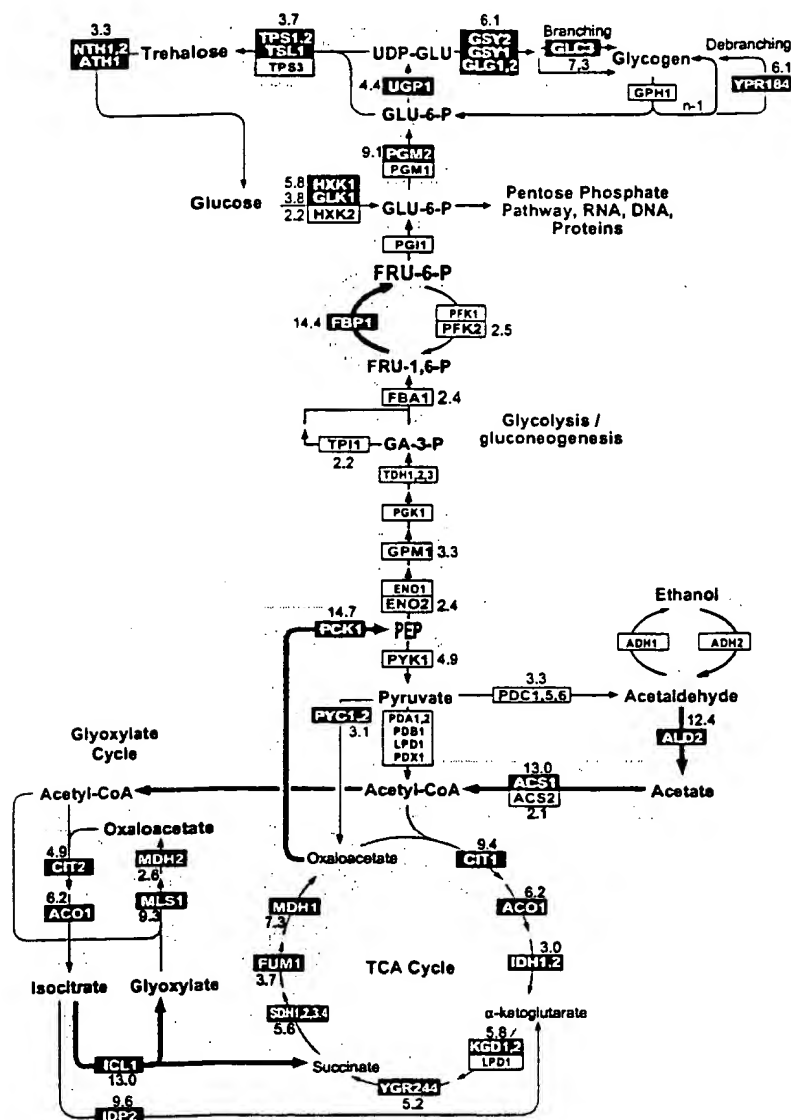 3.3
NTH1,2
ATH1
Trehalose
3.7
TPS1,2
TSL1
TPS3
UDP-GLU
6.1
GSY2
GSY1
GLG1,2
Branching
GLC3
7,3
Glycogen
Debranching
6.1
YPR184
GPH1
n-1
4.4
UGP1
GLU-6-P
9.1
PGM2
PGM1
Glucose
5.8
HXK1
3.8
GLK1
2.2
HXK2
GLU-6-P
Pentose Phosphate
Pathway, RNA, DNA,
Proteins
PGI1
FRU-6-P
14.4
FBP1
PFK1
PFK2
2.5
FRU-1,6-P
FBA1
2.4
Glycolysis /
gluconeogenesis
TPI1
2.2
GA-3-P
TDH1,2,3
PGK1
GPM1
3.3
ENO1
ENO2
2.4
14.7
PCK1
PEP
PYK1
4.9
Ethanol
ADH1
ADH2
Pyruvate
3.3
PDC1,5,6
Acetaldehyde
PYC1,2
3.1
PDA1,2
PDB1
LPD1
PDX1
12.4
ALD2
Glyoxylate
Cycle
Acetyl-CoA
Acetyl-CoA
13.0
ACS1
ACS2
2.1
Acetate
Oxaloacetate
4.9
CIT2
MDH2
2.6
6.2
ACO1
MLS1
9.3
Oxaloacetate
9.4
CIT1
6.2
ACO1
MDH1
7.3
3.0
IDH1,2
TCA Cycle
FUM1
3.7
Isocitrate
Glyoxylate
SDH1,2,3,4
5.6
α-ketoglutarate
5.8
KGD1,2
LPD1
ICL1
13.0
Succinate
YGR244
5.2
9.6
IDP2